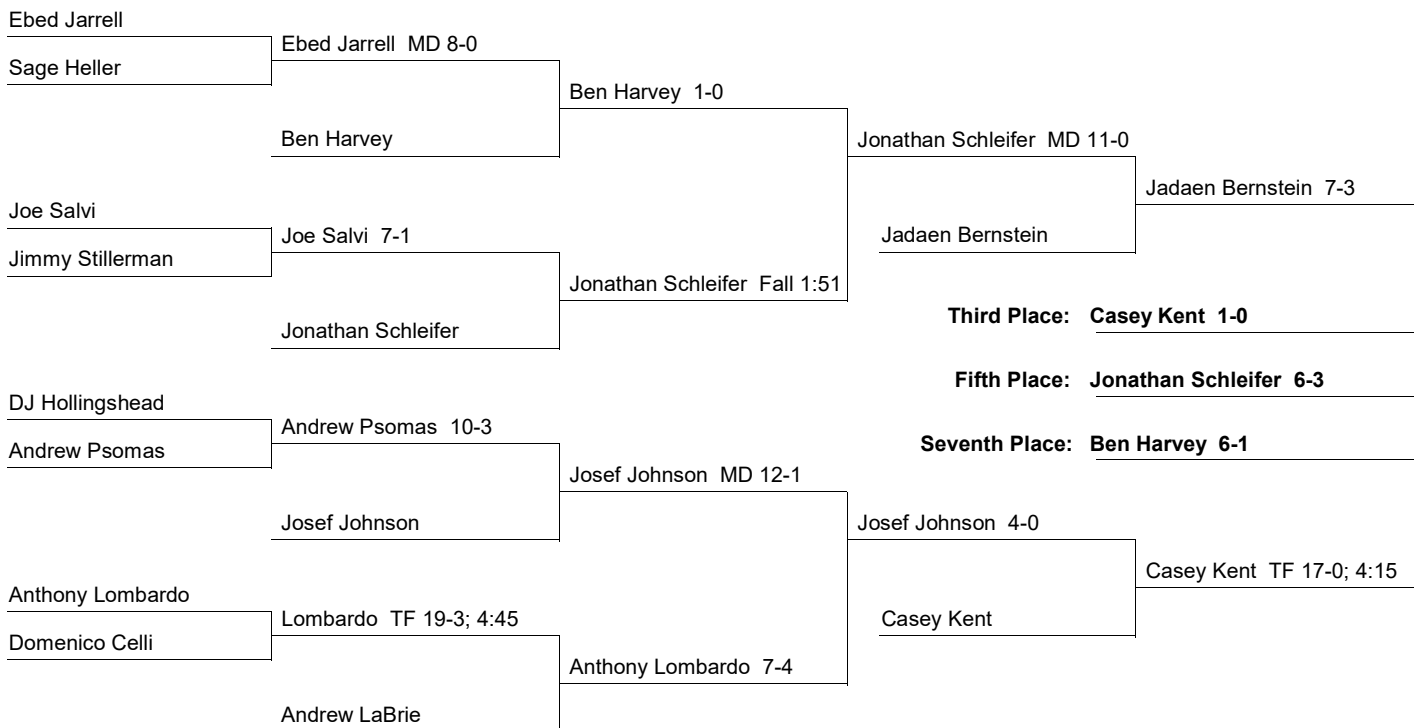 Ebed Jarrell
Ebed Jarrell MD 8-0
Sage Heller
Ben Harvey 1-0
Ben Harvey
Jonathan Schleifer MD 11-0
Jadaen Bernstein 7-3
Joe Salvi
Joe Salvi 7-1
Jadaen Bernstein
Jimmy Stillerman
Jonathan Schleifer Fall 1:51
Third Place: Casey Kent 1-0
Jonathan Schleifer
Fifth Place: Jonathan Schleifer 6-3
DJ Hollingshead
Andrew Psomas 10-3
Andrew Psomas
Seventh Place: Ben Harvey 6-1
Josef Johnson MD 12-1
Josef Johnson
Josef Johnson 4-0
Casey Kent TF 17-0; 4:15
Anthony Lombardo
Lombardo TF 19-3; 4:45
Casey Kent
Domenico Celli
Anthony Lombardo 7-4
Andrew LaBrie